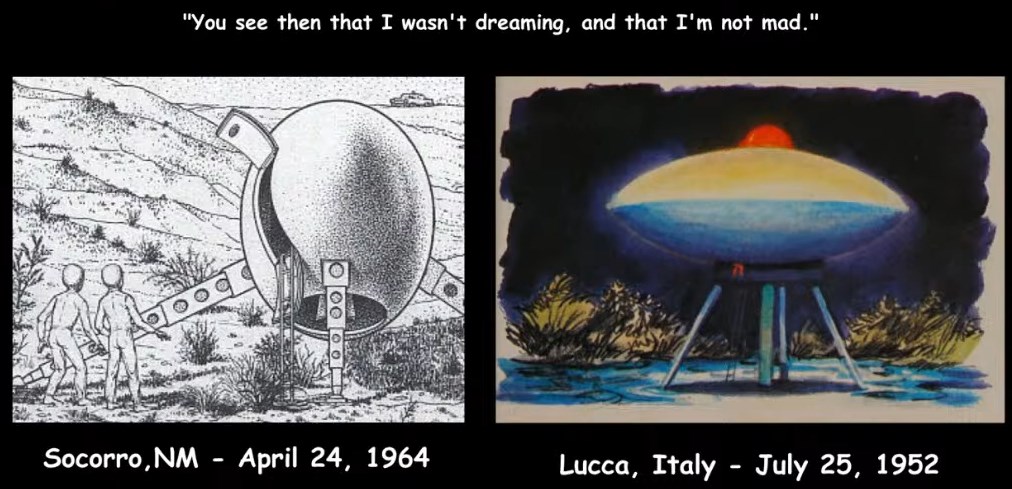 "You see then that I wasn't dreaming, and that I'm not mad."
Socorro,NM - April 24, 1964
Lucca, Italy - July 25, 1952